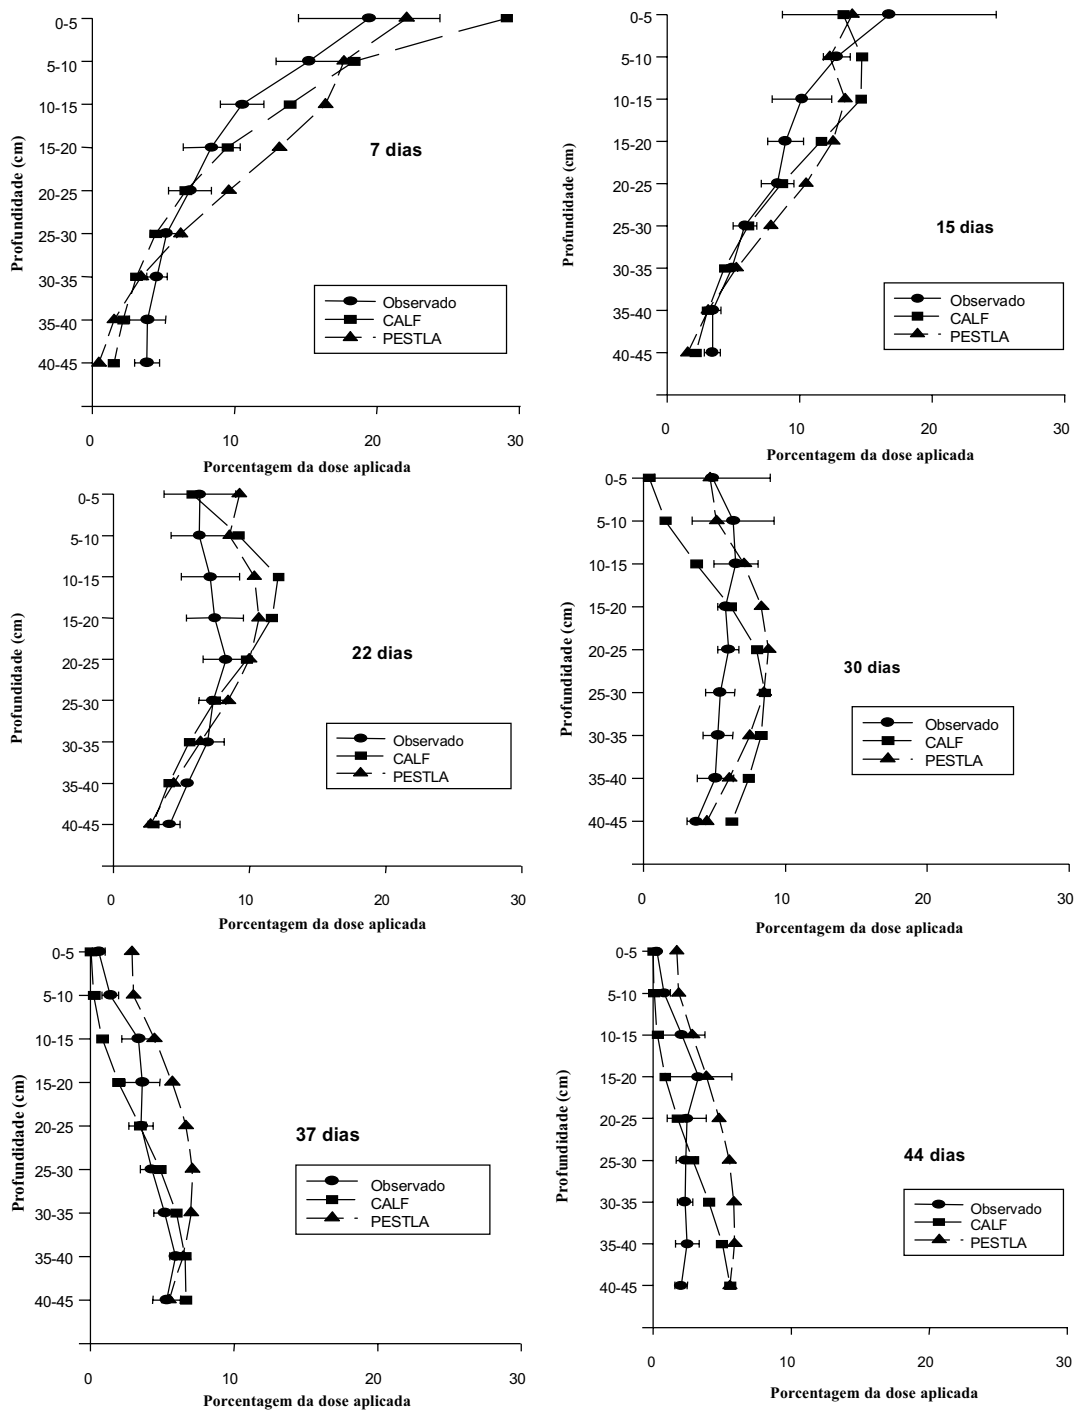 0-5
5-10
10-15
15-20
20-25
25-30
30-35
35-40
40-45
Profundidade (cm)
7 dias
Observado
CALF
PESTLA
0 10 20 30
Porcentagem da dose aplicada
0-5
5-10
10-15
15-20
20-25
25-30
30-35
35-40
40-45
Profundidade (cm)
15 dias
Observado
CALF
PESTLA
0 10 20 30
Porcentagem da dose aplicada
0-5
5-10
10-15
15-20
20-25
25-30
30-35
35-40
40-45
Profundidade (cm)
22 dias
Observado
CALF
PESTLA
0 10 20 30
Porcentagem da dose aplicada
0-5
5-10
10-15
15-20
20-25
25-30
30-35
35-40
40-45
Profundidade (cm)
30 dias
Observado
CALF
PESTLA
0 10 20 30
Porcentagem da dose aplicada
0-5
5-10
10-15
15-20
20-25
25-30
30-35
35-40
40-45
Profundidade (cm)
37 dias
Observado
CALF
PESTLA
0 10 20 30
Porcentagem da dose aplicada
0-5
5-10
10-15
15-20
20-25
25-30
30-35
35-40
40-45
Profundidade (cm)
44 dias
Observado
CALF
PESTLA
0 10 20 30
Porcentagem da dose aplicada